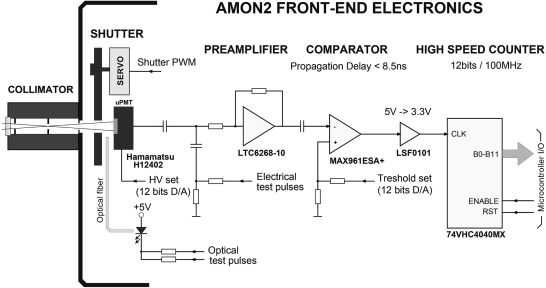 AMON2 FRONT-END ELECTRONICS
SHUTTER
PREAMPLIFIER
COMPARATOR
HIGH SPEED COUNTER
Propagation Delay < 8.5ns
12bits / 100MHz
SERVO
Shutter PWM
COLLIMATOR
uPMT
5V -> 3.3V
CLK
Hamamatsu
H12402
LTC6268-10
MAX961ESA+
LSF0101
B0-B11
HV set
(12 bits D/A)
Electrical
test pulses
Treshold set
(12 bits D/A)
Optical fiber
+5V
ENABLE
RST
Microcontroller I/O
74VHC4040MX
Optical
test pulses
-
+